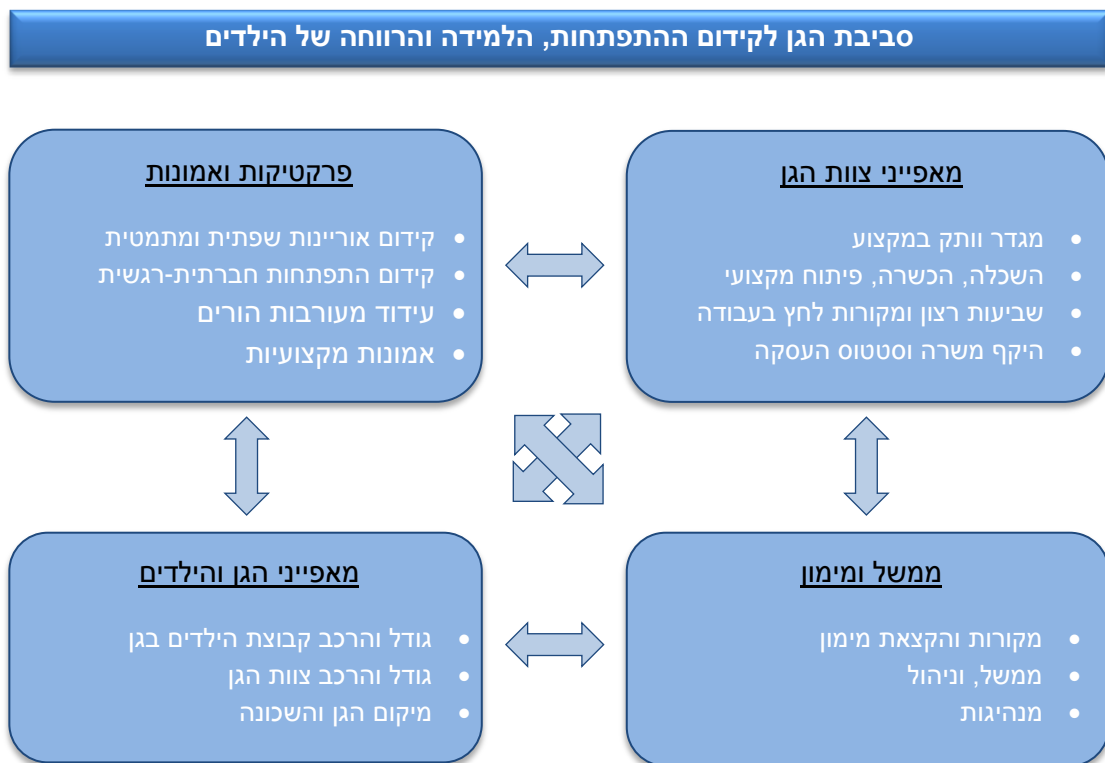 סביבת הגן לקידום ההתפתחות, הלמידה והרווחה של הילדים
מאפייני צוות הגן
• מגדר וותק במקצוע
• השכלה, הכשרה, פיתוח מקצועי
• שביעות רצון ומקורות לחץ בעבודה
• היקף משרה וסטטוס העסקה
פרקטיקות ואמונות
• קידום אוריינות שפתית ומתמטית
• קידום התפתחות חברתית-רגשית
• עידוד מעורבות הורים
• אמונות מקצועיות
ממשל ומימון
• מקורות והקצאת מימון
• ממשל, וניהול
• מנהיגות
מאפייני הגן והילדים
• גודל והרכב קבוצת הילדים בגן
• גודל והרכב צוות הגן
• מיקום הגן והשכונה